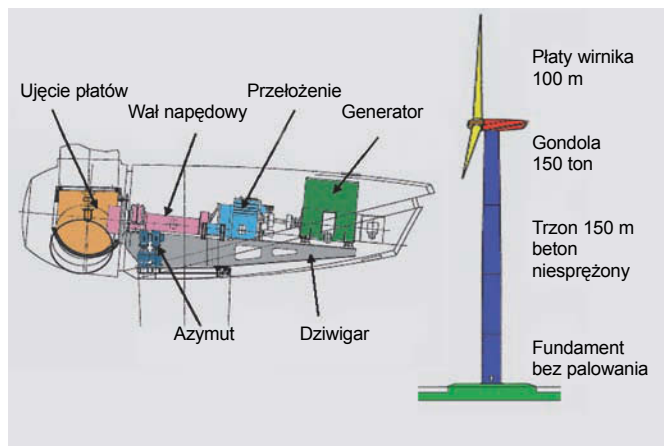 Ujęcie płatów
Wał napędowy
Przełożenie
Generator
Azymut
Dziwigar
Płaty wirnika
100 m
Gondola
150 ton
Trzon 150 m
beton
niesprężony
Fundament
bez palowania